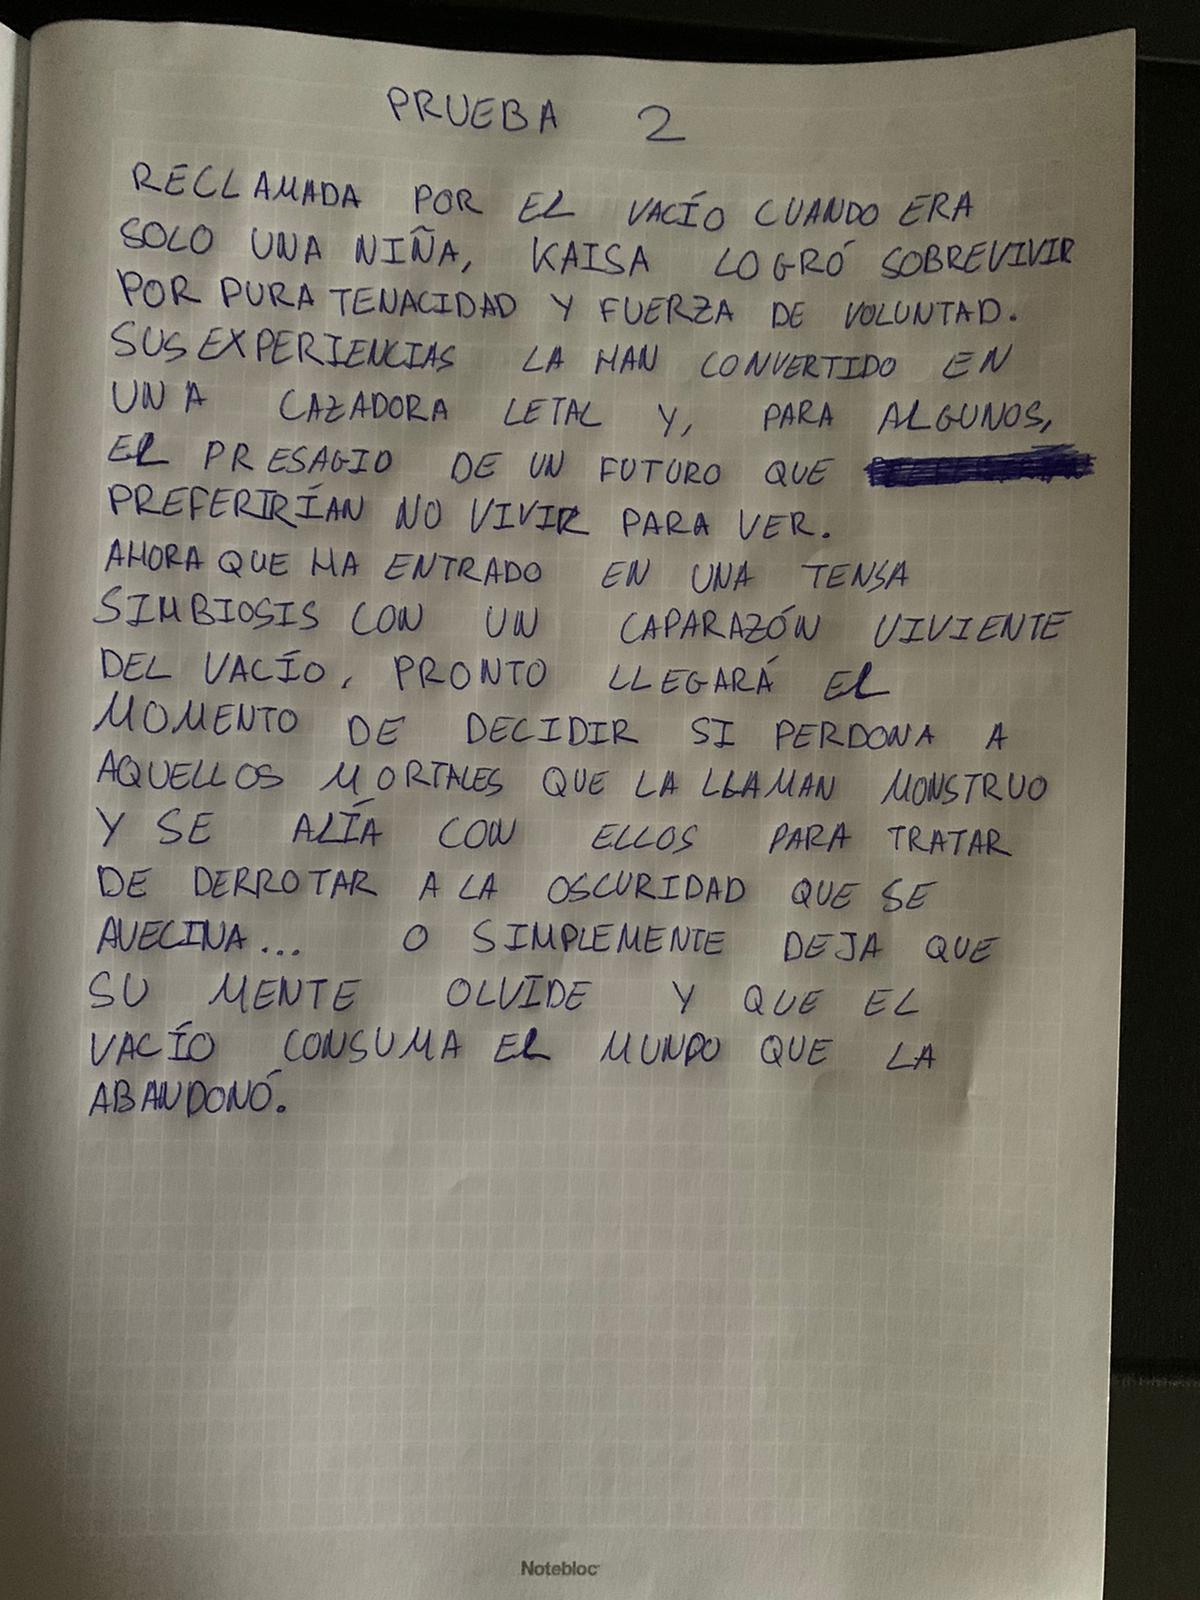 PRUEBA 2
RECLAMADA POR EL VACÍO CUANDO ERA
SOLO UNA NIÑA, KAISA LOGRÓ SOBREVIVIR
POR PURA TENACIDAD Y FUERZA DE VOLUNTAD.
SUS EXPERIENCIAS LA HAN CONVERTIDO EN
UNA CAZADORA LETAL Y, PARA ALGUNOS,
EL PRESAGIO DE UN FUTURO QUE
PREFERIRÍAN NO VIVIR PARA VER.
AHORA QUE HA ENTRADO EN UNA TENSA
SIMBIOSIS CON UN CAPARAZÓN VIVIENTE
DEL VACÍO, PRONTO LLEGARÁ EL
MOMENTO DE DECIDIR SI PERDONA A
AQUELLOS MORTALES QUE LA LLAMAN MONSTRUO
Y SE ALÍA CON ELLOS PARA TRATAR
DE DERROTAR A LA OSCURIDAD QUE SE
AVECINA... O SIMPLEMENTE DEJA QUE
SU MENTE OLVIDE Y QUE EL
VACÍO CONSUMA EL MUNDO QUE LA
ABANDONÓ.
Notebloc